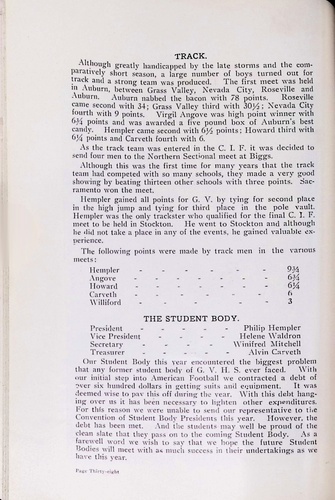 TRACK.
Although greatly handicapped by the late storms and the com-
paratively short season, a large number of boys turned out for
track and a strong team was produced. The first meet was held
in Auburn, between Grass Valley, Nevada City, Roseville and
Auburn. Auburn nabbed the bacon with 78 points. Roseville
came second with 34; Grass Valley third with 30½; Nevada City
fourth with 9 points. Virgil Angove was high point winner with
6¾ points and was awarded a five pound box of Auburn's best
candy. Hempler came second with 6½ points; Howard third with
6¼ points and Carveth fourth with 6.
As the track team was entered in the C. I. F. it was decided to
send four men to the Northern Sectional meet at Biggs.
Although this was the first time for many years that the track
team had competed with so many schools, they made a very good
showing by beating thirteen other schools with three points. Sac-
ramento won the meet.
Hempler gained all points for G. V. by tying for second place
in the high jump and tying for third place in the pole vault.
Hempler was the only trackster who qualified for the final C. I. F.
meet to be held in Stockton. He went to Stockton and although
he did not take a place in any of the events, he gained valuable ex-
perience.
The following points were made by track men in the various
meets:
Hempler - - - - - - - 9¾
Angove - - - - - - - 6¾
Howard - - - - - - - 6¼
Carveth - - - - - - - 6
Williford - - - - - - - 3
THE STUDENT BODY.
President - - - - Philip Hempler
Vice President - - - - Helene Waldron
Secretary - - - - Winifred Mitchell
Treasurer - - - - Alvin Carveth
Our Student Body this year encountered the biggest problem
that any former student body of G. V. H. S. ever faced. With
our initial step into American Football we contracted a debt of
over six hundred dollars in getting suits and equipment. It was
deemed wise to pay this off during the year. With this debt hang-
ing over us it has been necessary to lighten other expenditures.
For this reason we were unable to send our representative to the
Convention of Student Body Presidents this year. However, the
debt has been met. And the students may well be proud of the
clean slate that they pass on to the coming Student Body. As a
farewell word we wish to say that we hope the future Student
Bodies will meet with as much success in their undertakings as we
have this year.
Page Thirty-eight